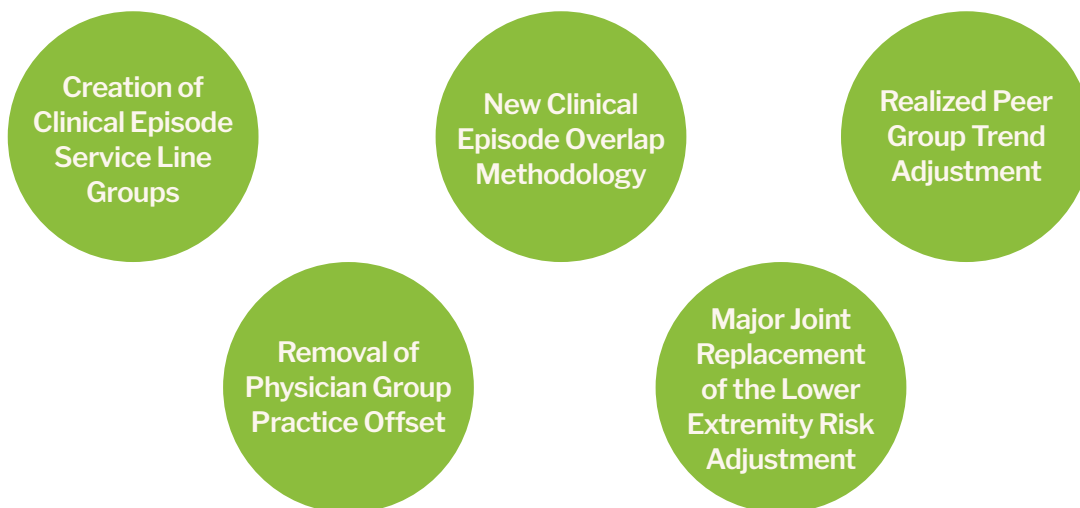 Creation of
Clinical Episode
Service Line
Groups
New Clinical
Episode Overlap
Methodology
Realized Peer
Group Trend
Adjustment
Removal of
Physician Group
Practice Offset
Major Joint
Replacement
of the Lower
Extremity Risk
Adjustment